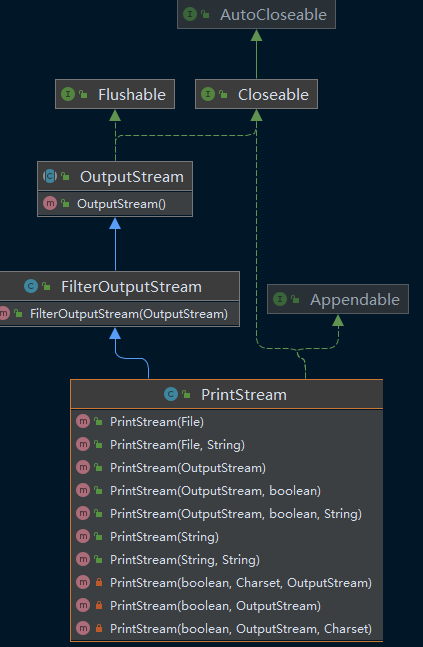 AutoCloseable
Flushable
Closeable
OutputStream
OutputStream()
FilterOutputStream
FilterOutputStream(OutputStream)
Appendable
PrintStream
PrintStream(File)
PrintStream(File, String)
PrintStream(OutputStream)
PrintStream(OutputStream, boolean)
PrintStream(OutputStream, boolean, String)
PrintStream(String)
PrintStream(String, String)
PrintStream(boolean, Charset, OutputStream)
PrintStream(boolean, OutputStream)
PrintStream(boolean, OutputStream, Charset)